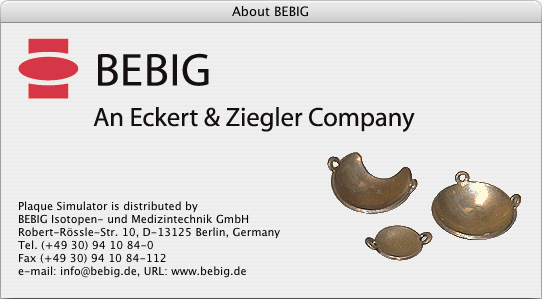 About BEBIG
BEBIG
An Eckert & Ziegler Company
Plaque Simulator is distributed by
BEBIG Isotopen- und Medizintechnik GmbH
Robert-Rössle-Str. 10, D-13125 Berlin, Germany
Tel. (+49 30) 94 10 84-0
Fax (+49 30) 94 10 84-112
e-mail: info@bebig.de, URL: www.bebig.de